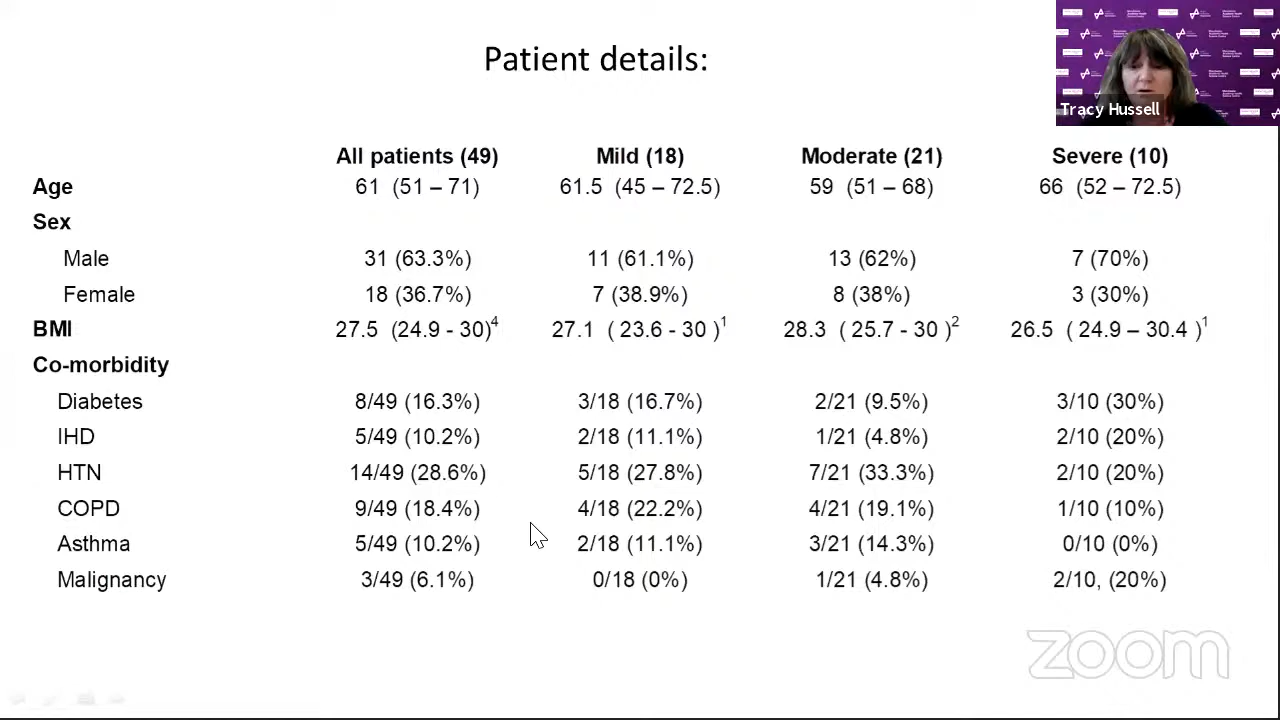 Patient details:
Tracy Hussell
All patients (49) Mild (18) Moderate (21) Severe (10)
Age 61 (51 – 71) 61.5 (45 – 72.5) 59 (51 – 68) 66 (52 – 72.5)
Sex
Male 31 (63.3%) 11 (61.1%) 13 (62%) 7 (70%)
Female 18 (36.7%) 7 (38.9%) 8 (38%) 3 (30%)
BMI 27.5 (24.9 - 30)4 27.1 ( 23.6 - 30 )1 28.3 ( 25.7 - 30 )2 26.5 ( 24.9 – 30.4 )1
Co-morbidity
Diabetes 8/49 (16.3%) 3/18 (16.7%) 2/21 (9.5%) 3/10 (30%)
IHD 5/49 (10.2%) 2/18 (11.1%) 1/21 (4.8%) 2/10 (20%)
HTN 14/49 (28.6%) 5/18 (27.8%) 7/21 (33.3%) 2/10 (20%)
COPD 9/49 (18.4%) 4/18 (22.2%) 4/21 (19.1%) 1/10 (10%)
Asthma 5/49 (10.2%) 2/18 (11.1%) 3/21 (14.3%) 0/10 (0%)
Malignancy 3/49 (6.1%) 0/18 (0%) 1/21 (4.8%) 2/10, (20%)
zoom